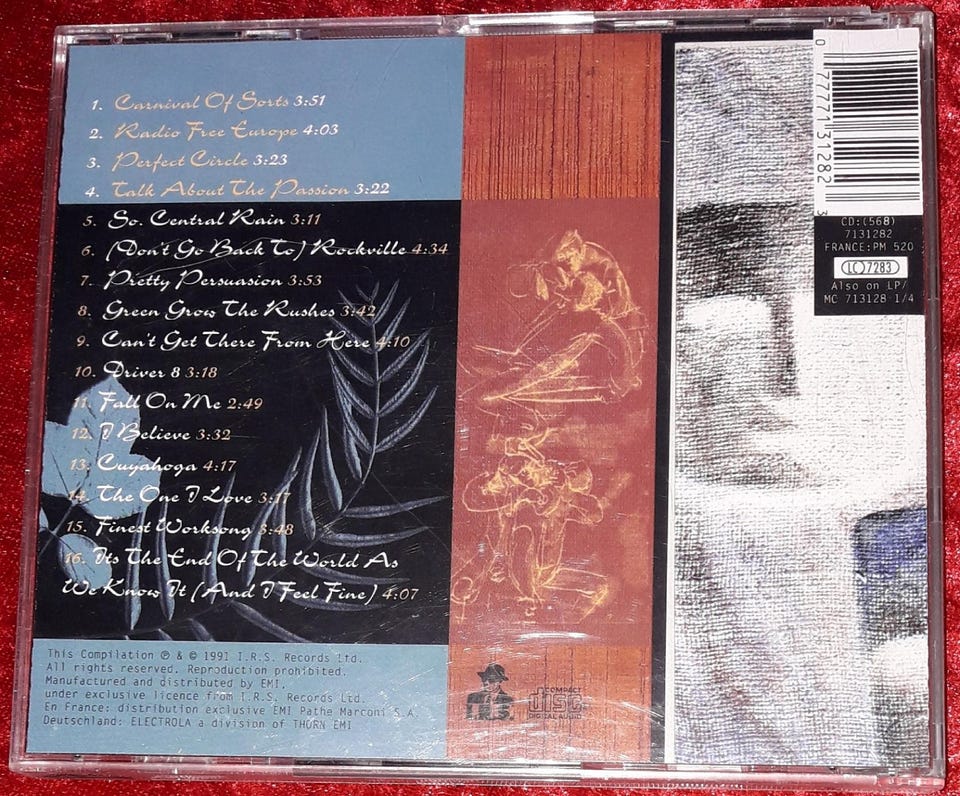 1. Carnival Of Sorts 3:51
2. Radio Free Europe 4:03
3. Perfect Circle 3:23
4. Talk About The Passion 3:22
5. So. Central Rain 3:11
6. (Don't Go Back To) Rockville 4:34
7. Pretty Persuasion 3:53
8. Green Grow The Rushes 3:42
9. Can't Get There From Here 4:10
10. Driver 8 3:18
11. Fall On Me 2:49
12. I Believe 3:32
13. Cuyahoga 4:17
14. The One I Love 3:17
15. Finest Worksong 3:48
16. Its The End Of The World As
We Know It (And I Feel Fine) 4:07
This Compilation ℗ & © 1991 I.R.S. Records Ltd.
All rights reserved. Reproduction prohibited.
Manufactured and distributed by EMI.
under exclusive licence from I.R.S. Records Ltd.
En France: distribution exclusive EMI Pathe Marconi S.A.
Deutschland: ELECTROLA a division of THORN EMI
I.R.S.
COMPACT
disc
DIGITAL AUDIO
0 77771 31282 3
CD:(568)
7131282
FRANCE:PM 520
LC 7283
Also on LP/
MC 713128 1/4